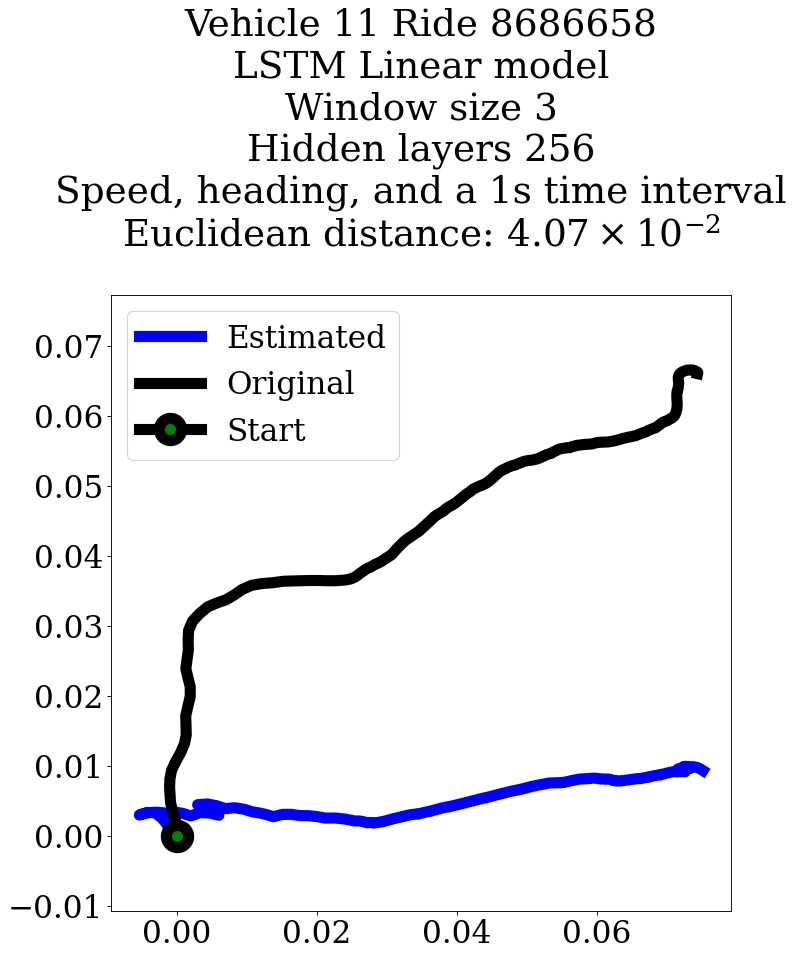 Vehicle 11 Ride 8686658
LSTM Linear model
Window size 3
Hidden layers 256
Speed, heading, and a 1s time interval
Euclidean distance: 4.07 × 10⁻²
Estimated
Original
Start
0.07
0.06
0.05
0.04
0.03
0.02
0.01
0.00
−0.01
0.00 0.02 0.04 0.06